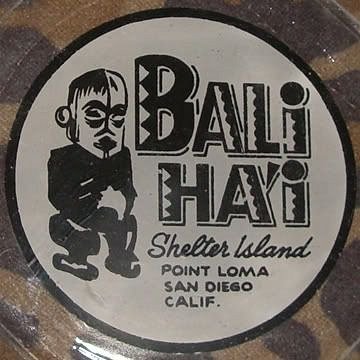 BALi
HA'i
Shelter Island
POINT LOMA
SAN DIEGO
CALIF.